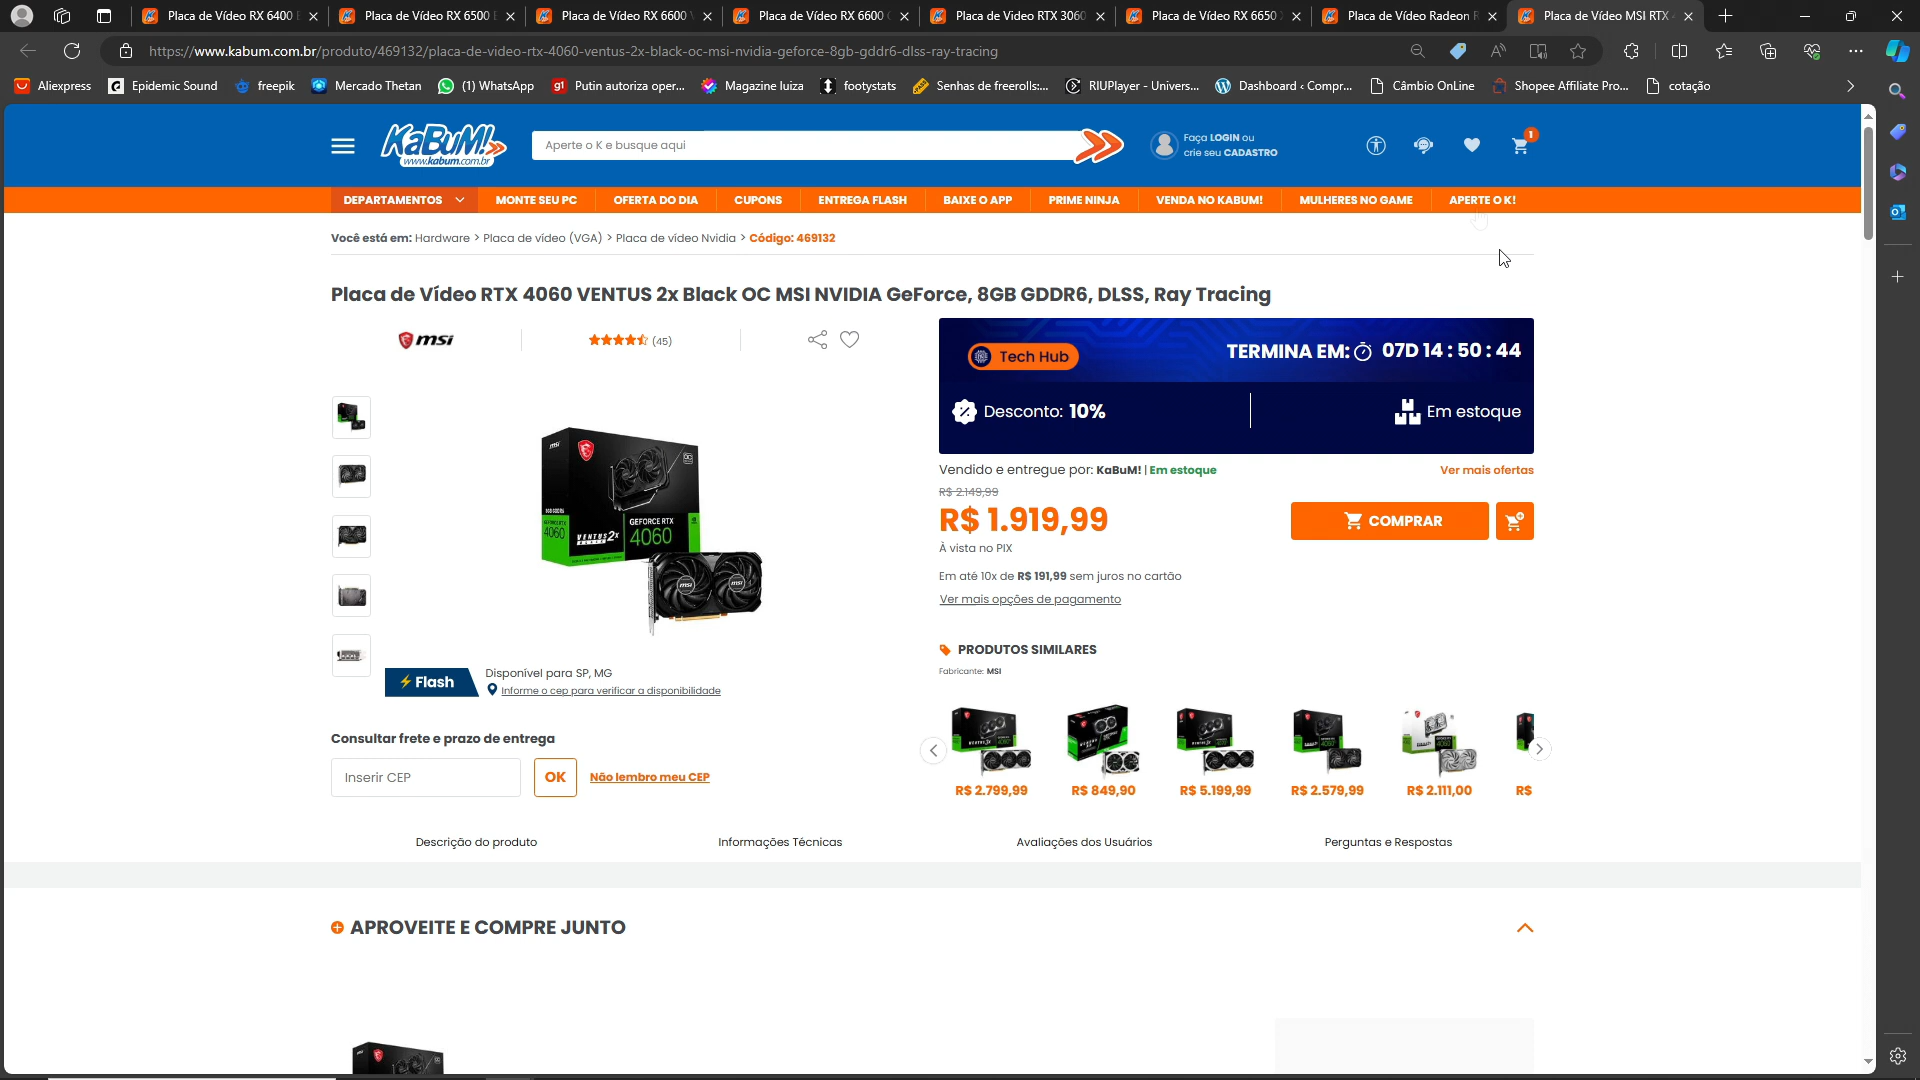 Placa de Vídeo RX 6400
Placa de Vídeo RX 6500
Placa de Vídeo RX 6600
Placa de Vídeo RX 6600
Placa de Video RTX 3060
Placa de Vídeo RX 6650
Placa de Vídeo Radeon
Placa de Vídeo MSI RTX
https://www.kabum.com.br/produto/469132/placa-de-video-rtx-4060-ventus-2x-black-oc-msi-nvidia-geforce-8gb-gddr6-dlss-ray-tracing
Aliexpress
Epidemic Sound
freepik
Mercado Thetan
(1) WhatsApp
Putin autoriza oper...
Magazine luiza
footystats
Senhas de freerolls:...
RIUPlayer - Univers...
Dashboard ‹ Compr...
Câmbio OnLine
Shopee Affiliate Pro...
cotação
KaBuM!
www.kabum.com.br
Aperte o K e busque aqui
Faça LOGIN ou
crie seu CADASTRO
1
DEPARTAMENTOS
MONTE SEU PC
OFERTA DO DIA
CUPONS
ENTREGA FLASH
BAIXE O APP
PRIME NINJA
VENDA NO KABUM!
MULHERES NO GAME
APERTE O K!
Você está em: Hardware > Placa de vídeo (VGA) > Placa de vídeo Nvidia > Código: 469132
Placa de Vídeo RTX 4060 VENTUS 2x Black OC MSI NVIDIA GeForce, 8GB GDDR6, DLSS, Ray Tracing
msi
(45)
Tech Hub
TERMINA EM: 07D 14 : 50 : 44
Desconto: 10%
Em estoque
Vendido e entregue por: KaBuM! | Em estoque
Ver mais ofertas
R$ 2.149,99
R$ 1.919,99
COMPRAR
À vista no PIX
Em até 10x de R$ 191,99 sem juros no cartão
Ver mais opções de pagamento
GEFORCE RTX
4060
VENTUS 2X
4060
PRODUTOS SIMILARES
Fabricante: MSI
R$ 2.799,99
R$ 849,90
R$ 5.199,99
R$ 2.579,99
R$ 2.111,00
R$
Flash
Disponível para SP, MG
Informe o cep para verificar a disponibilidade
Consultar frete e prazo de entrega
Inserir CEP
OK
Não lembro meu CEP
Descrição do produto
Informações Técnicas
Avaliações dos Usuários
Perguntas e Respostas
APROVEITE E COMPRE JUNTO